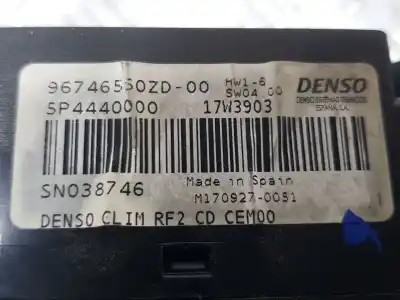 96746550ZD-00 HW1-6 DENSO
SW04.00
5P4440000 17W3903
SN038746 Made in Spain
M170927-0051
DENSO CLIM RF2 CD CEM00